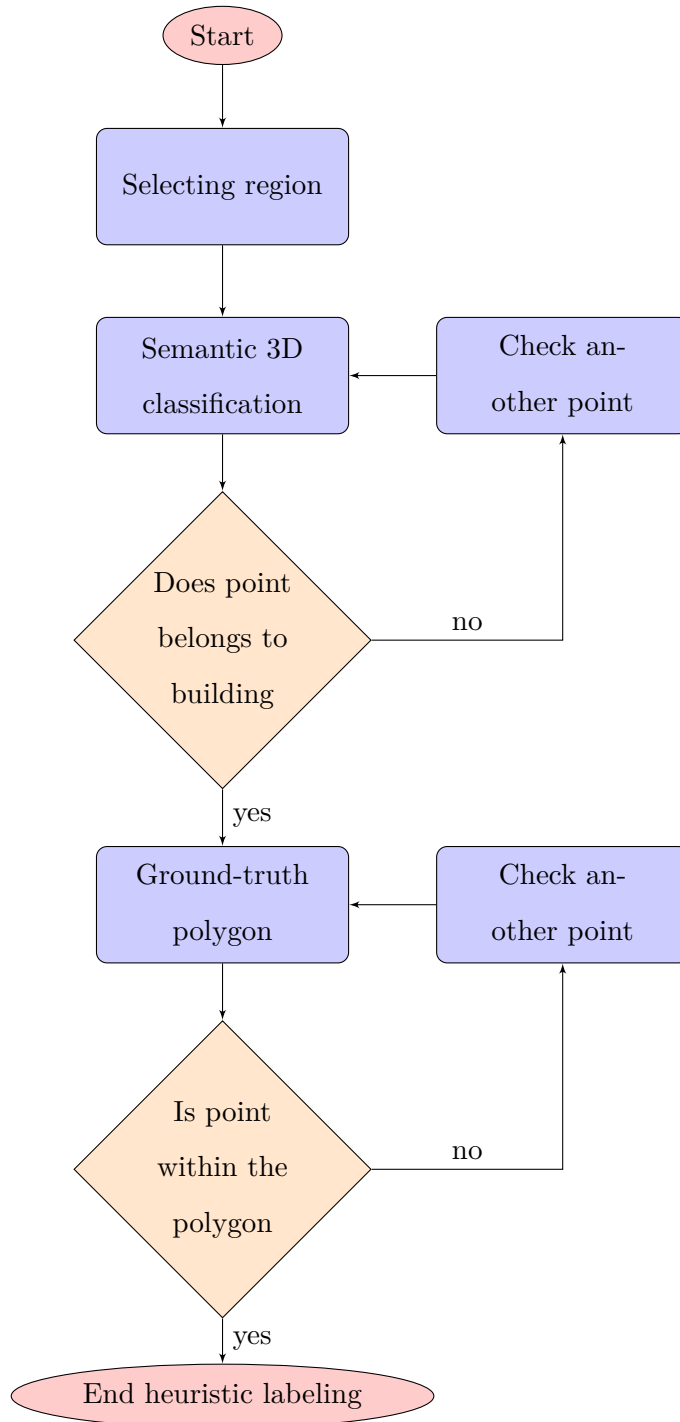 Start
Selecting region
Semantic 3D
classification
Check an-
other point
Does point
belongs to
building
no
yes
Ground-truth
polygon
Check an-
other point
Is point
within the
polygon
no
yes
End heuristic labeling